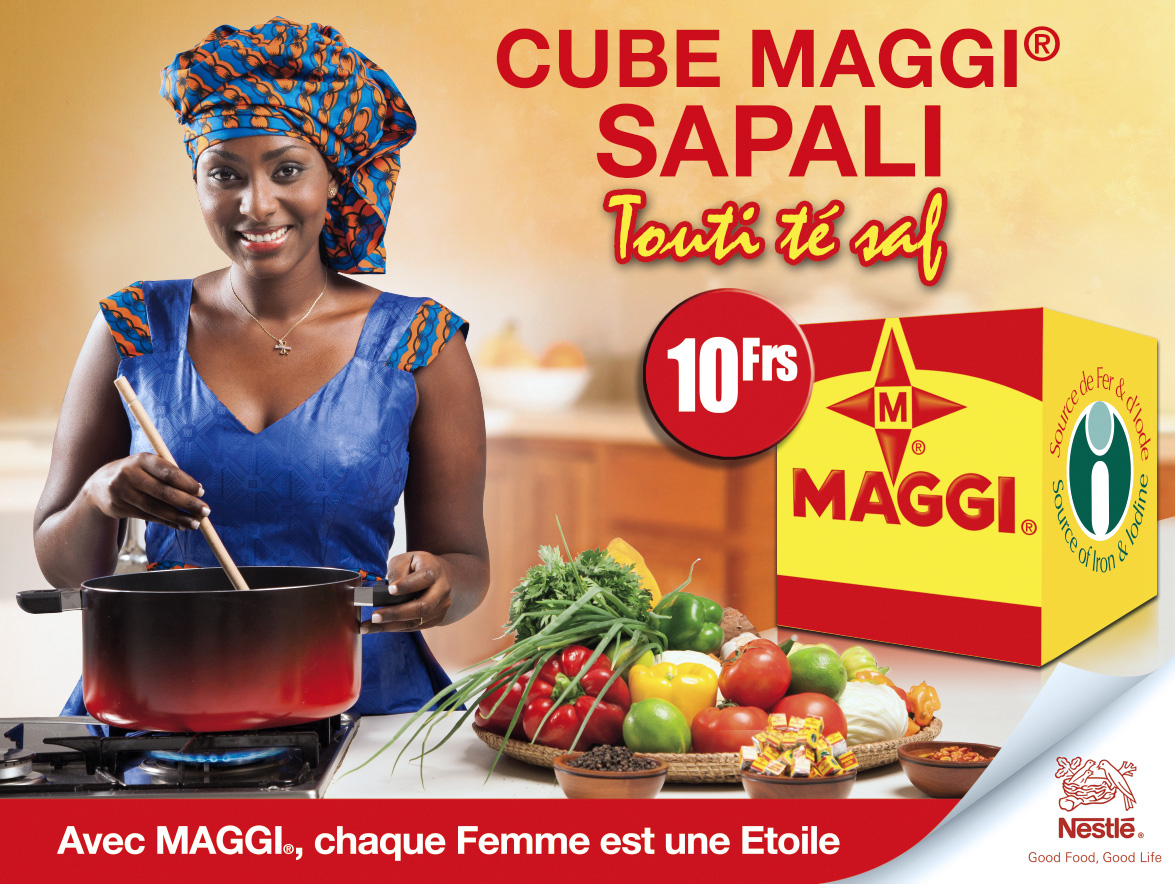 CUBE MAGGI®
SAPALI
Touti té saf
10Frs
M
®
MAGGI®
Source de Fer & d'Iode
Source of Iron & Iodine
Avec MAGGI®, chaque Femme est une Etoile
Nestlé®
Good Food, Good Life